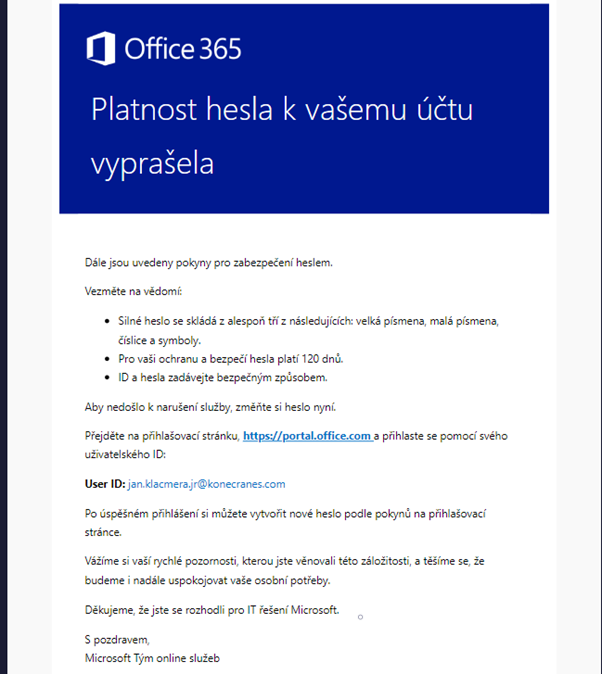 Office 365
Platnost hesla k vašemu účtu
vyprašela
Dále jsou uvedeny pokyny pro zabezpečení heslem.
Vezměte na vědomí:
• Silné heslo se skládá z alespoň tří z následujících: velká písmena, malá písmena,
číslice a symboly.
• Pro vaši ochranu a bezpečí hesla platí 120 dnů.
• ID a hesla zadávejte bezpečným způsobem.
Aby nedošlo k narušení služby, změňte si heslo nyní.
Přejděte na přihlašovací stránku, https://portal.office.com a přihlaste se pomocí svého
uživatelského ID:
User ID: jan.klacmera.jr@konecranes.com
Po úspěšném přihlášení si můžete vytvořit nové heslo podle pokynů na přihlašovací
stránce.
Vážíme si vaší rychlé pozornosti, kterou jste věnovali této záložitosti, a těšíme se, že
budeme i nadále uspokojovat vaše osobní potřeby.
Děkujeme, že jste se rozhodli pro IT řešení Microsoft.
S pozdravem,
Microsoft Tým online služeb